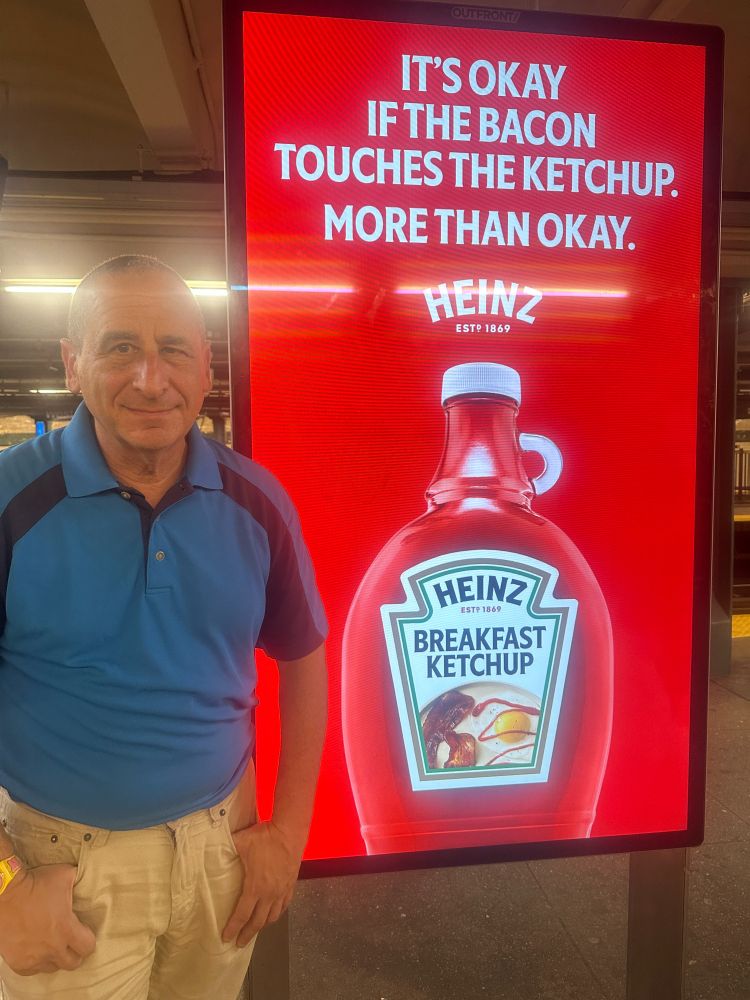 OUTFRONT/
IT'S OKAY
IF THE BACON
TOUCHES THE KETCHUP.
MORE THAN OKAY.
HEINZ
ESTD 1869
HEINZ
ESTD 1869
BREAKFAST
KETCHUP